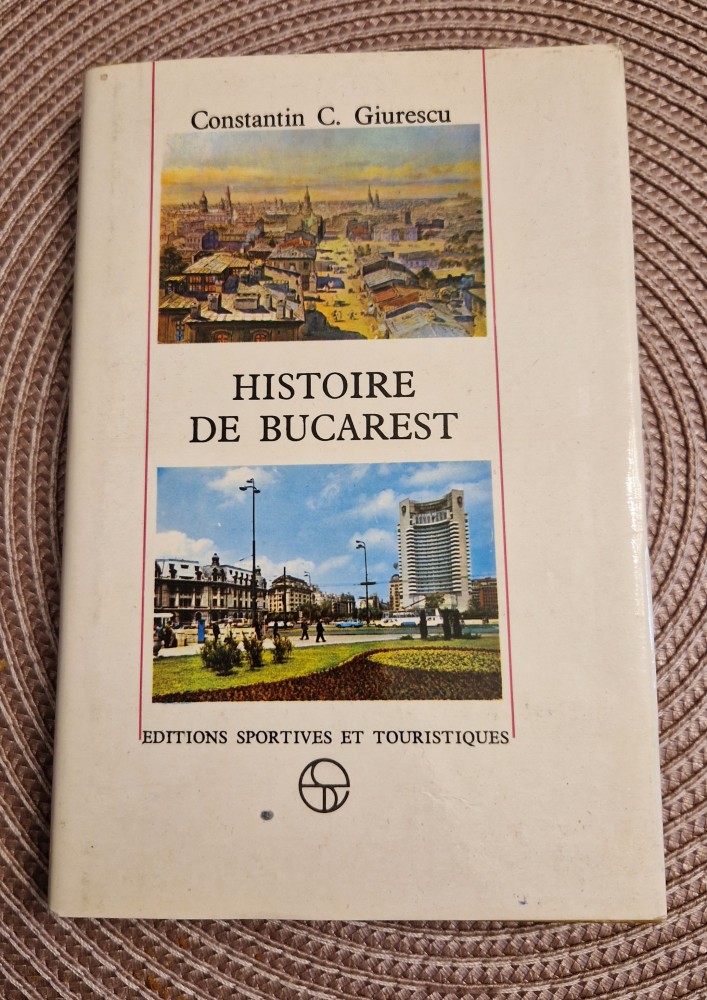 Constantin C. Giurescu
HISTOIRE
DE BUCAREST
EDITIONS SPORTIVES ET TOURISTIQUES